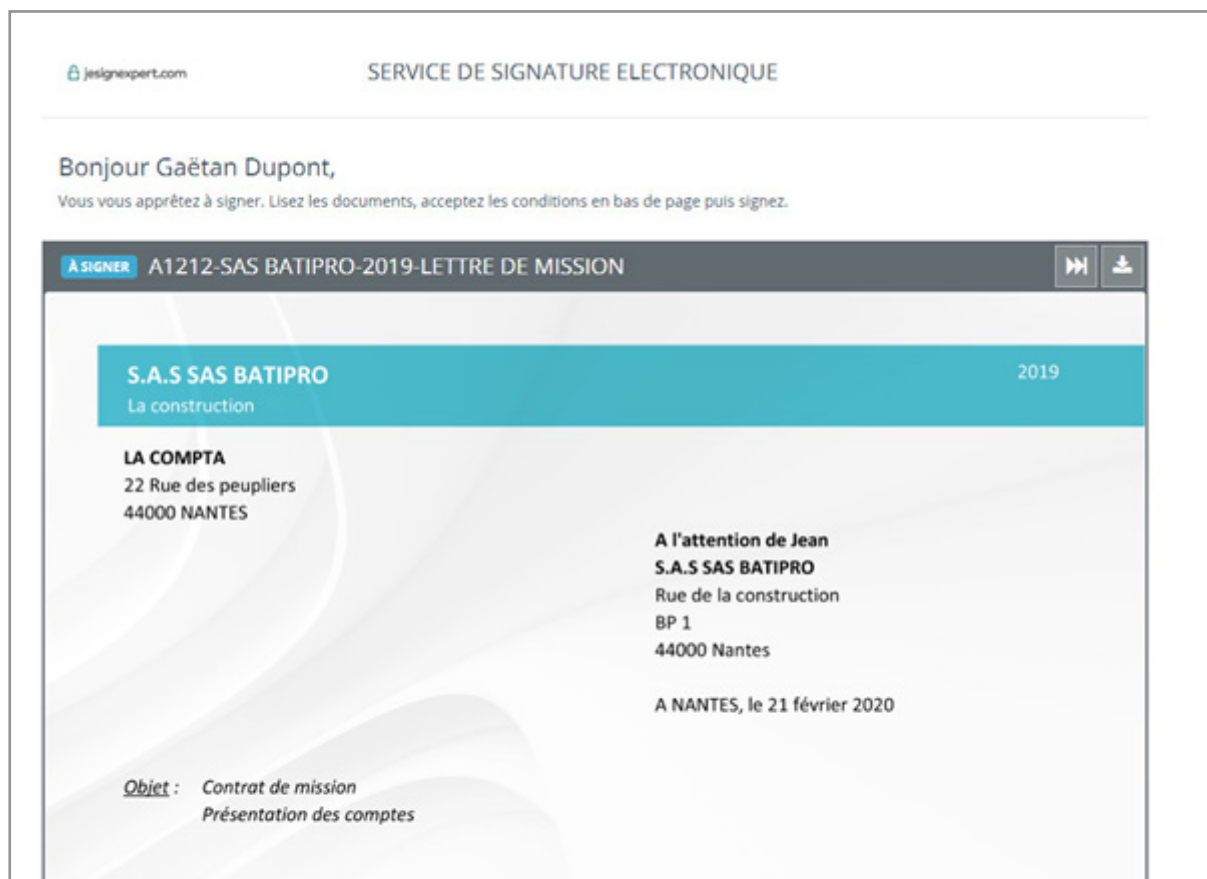 jesignexpert.com
SERVICE DE SIGNATURE ELECTRONIQUE
Bonjour Gaëtan Dupont,
Vous vous apprêtez à signer. Lisez les documents, acceptez les conditions en bas de page puis signez.
À SIGNER A1212-SAS BATIPRO-2019-LETTRE DE MISSION
S.A.S SAS BATIPRO 2019
La construction
LA COMPTA
22 Rue des peupliers
44000 NANTES
A l'attention de Jean
S.A.S SAS BATIPRO
Rue de la construction
BP 1
44000 Nantes
A NANTES, le 21 février 2020
Objet : Contrat de mission
Présentation des comptes